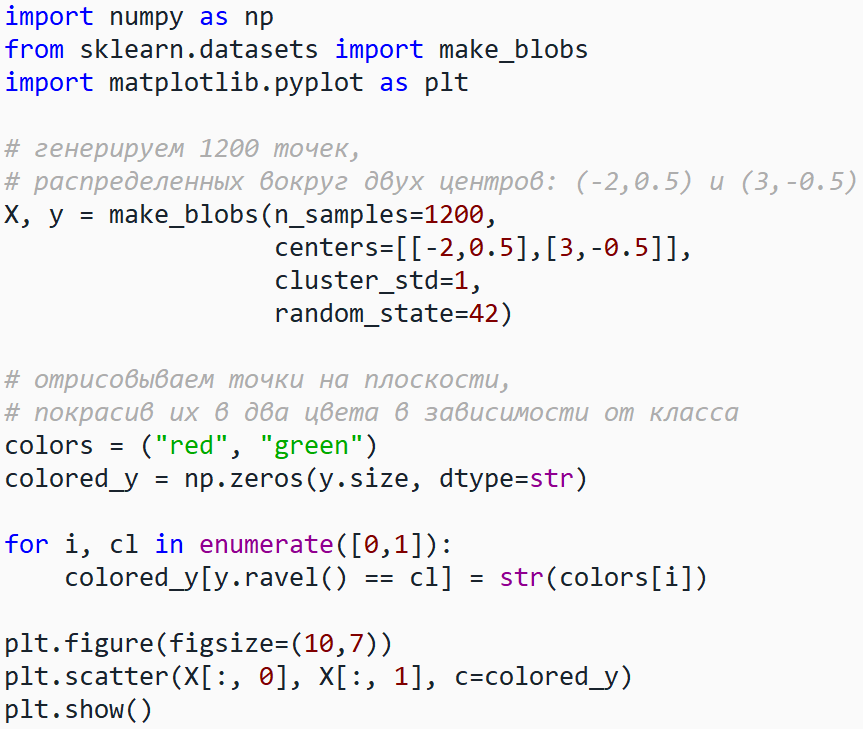 import numpy as np
from sklearn.datasets import make_blobs
import matplotlib.pyplot as plt

# генерируем 1200 точек,
# распределенных вокруг двух центров: (-2,0.5) и (3,-0.5)
X, y = make_blobs(n_samples=1200,
                  centers=[[-2,0.5],[3,-0.5]],
                  cluster_std=1,
                  random_state=42)

# отрисовываем точки на плоскости,
# покрасив их в два цвета в зависимости от класса
colors = ("red", "green")
colored_y = np.zeros(y.size, dtype=str)

for i, cl in enumerate([0,1]):
    colored_y[y.ravel() == cl] = str(colors[i])

plt.figure(figsize=(10,7))
plt.scatter(X[:, 0], X[:, 1], c=colored_y)
plt.show()